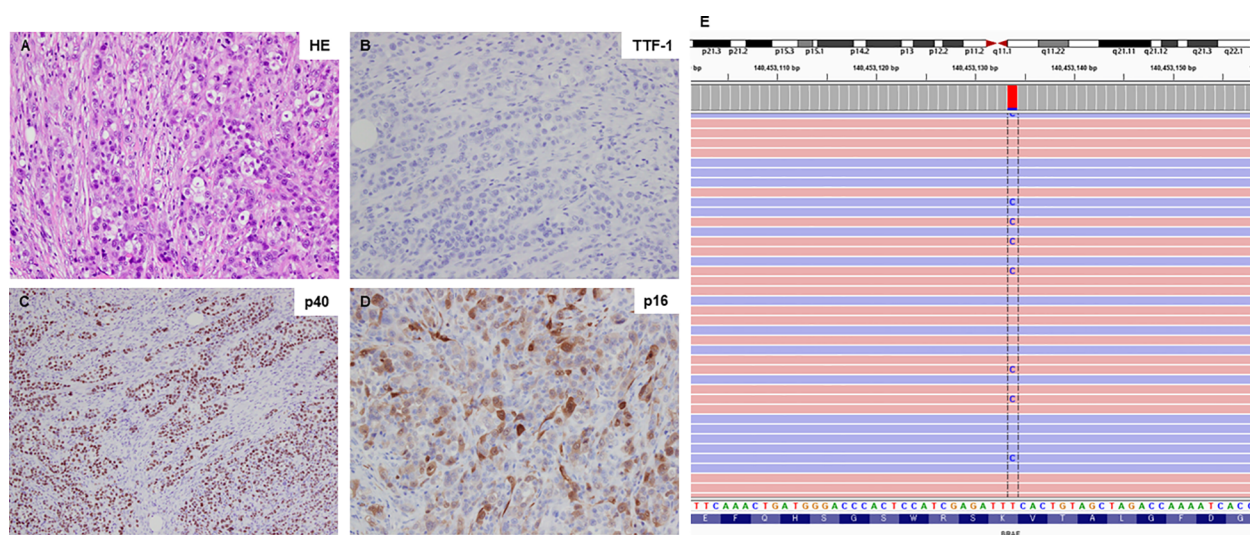 A
HE
B
TTF-1
C
p40
D
p16
E
p21.3 p21.2 p15.3 p15.1 p14.2 p13 p12.2 p11.2 q11.1 q11.22 q21.11 q21.12 q21.3 q22.1
bp 140,453,110 bp 140,453,120 bp 140,453,130 bp 140,453,140 bp 140,453,150 bp
C
C
C
C
C
C
C
T T C A A A C T G A T G G G A C C C A C T C C A T C G A G A T T T C A C T G T A G C T A G A C C A A A A T C A C C
E F Q H S G S W R S K V T A L G F D G